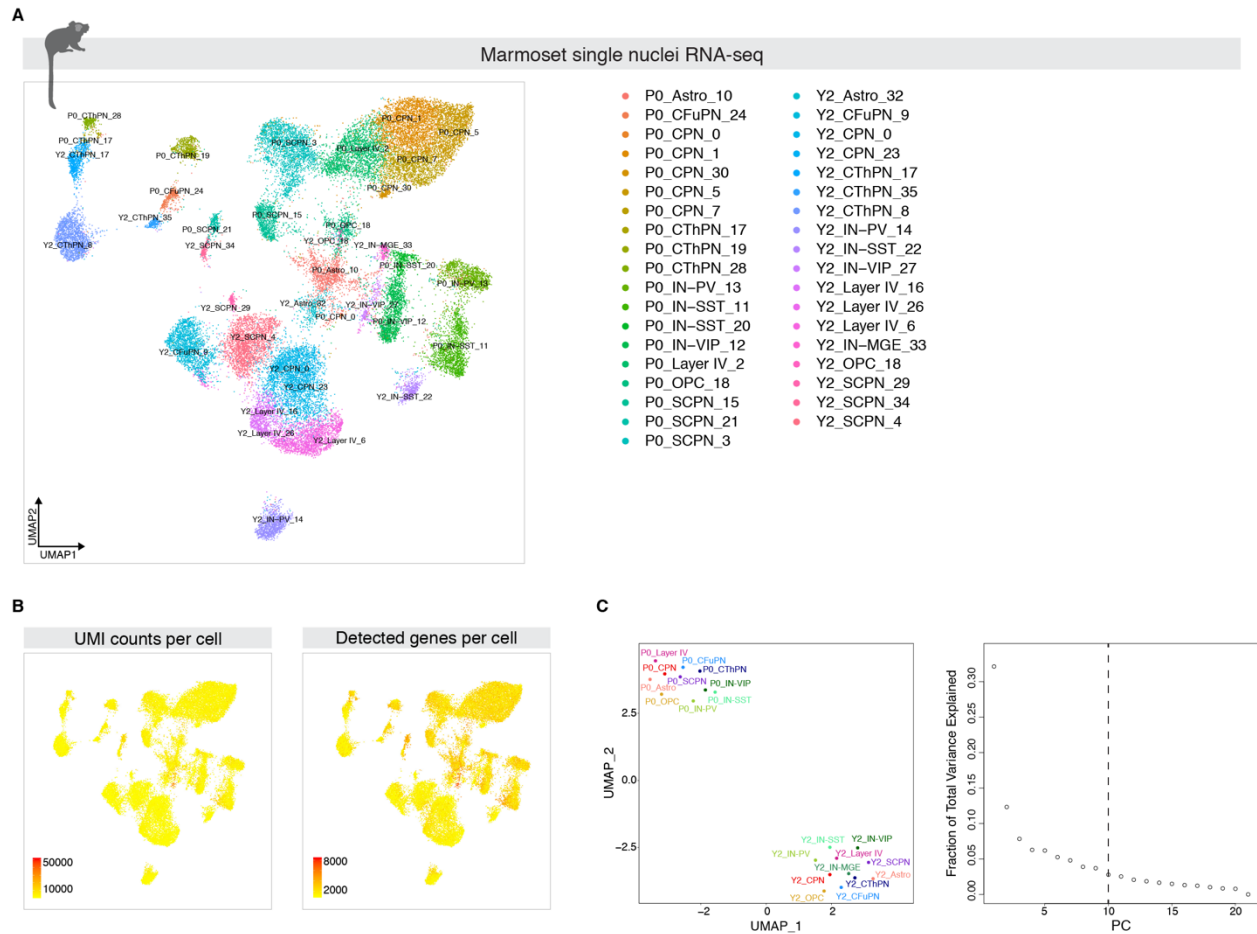 A
Marmoset single nuclei RNA-seq
P0_CThPN_28
P0_CThPN_17
Y2_CThPN_17
P0_CThPN_19
P0_CFuPN_24
Y2_CThPN_35
P0_SCPN_21
Y2_SCPN_34
Y2_CThPN_8
P0_SCPN_3
P0_Layer IV_2
P0_CPN_1
P0_CPN_5
P0_CPN_7
P0_CPN_30
P0_SCPN_15
P0_OPC_18
Y2_OPC_18
Y2_IN-MGE_33
P0_IN-SST_20
P0_Astro_10
P0_IN-PV_13
Y2_SCPN_29
Y2_Astro_32
Y2_IN-VIP_27
P0_CPN_0
P0_IN-VIP_12
P0_IN-SST_11
Y2_CFuPN_9
Y2_SCPN_4
Y2_CPN_0
Y2_CPN_23
Y2_IN-SST_22
Y2_Layer IV_16
Y2_Layer IV_26
Y2_Layer IV_6
Y2_IN-PV_14
UMAP2
UMAP1
P0_Astro_10
P0_CFuPN_24
P0_CPN_0
P0_CPN_1
P0_CPN_30
P0_CPN_5
P0_CPN_7
P0_CThPN_17
P0_CThPN_19
P0_CThPN_28
P0_IN−PV_13
P0_IN−SST_11
P0_IN−SST_20
P0_IN−VIP_12
P0_Layer IV_2
P0_OPC_18
P0_SCPN_15
P0_SCPN_21
P0_SCPN_3
Y2_Astro_32
Y2_CFuPN_9
Y2_CPN_0
Y2_CPN_23
Y2_CThPN_17
Y2_CThPN_35
Y2_CThPN_8
Y2_IN−PV_14
Y2_IN−SST_22
Y2_IN−VIP_27
Y2_Layer IV_16
Y2_Layer IV_26
Y2_Layer IV_6
Y2_IN−MGE_33
Y2_OPC_18
Y2_SCPN_29
Y2_SCPN_34
Y2_SCPN_4
B
UMI counts per cell
50000
10000
Detected genes per cell
8000
2000
C
P0_Layer IV
P0_CFuPN
P0_CPN
P0_CThPN
P0_SCPN
P0_Astro
P0_IN-VIP
P0_OPC
P0_IN-SST
P0_IN-PV
2.5
0.0
−2.5
UMAP_2
Y2_IN-SST
Y2_IN-VIP
Y2_IN-PV
Y2_Layer IV
Y2_SCPN
Y2_IN-MGE
Y2_CPN
Y2_Astro
Y2_CThPN
Y2_OPC
Y2_CFuPN
−2
0
2
UMAP_1
Fraction of Total Variance Explained
0.30
0.25
0.20
0.15
0.10
0.05
0.00
5
10
15
20
PC